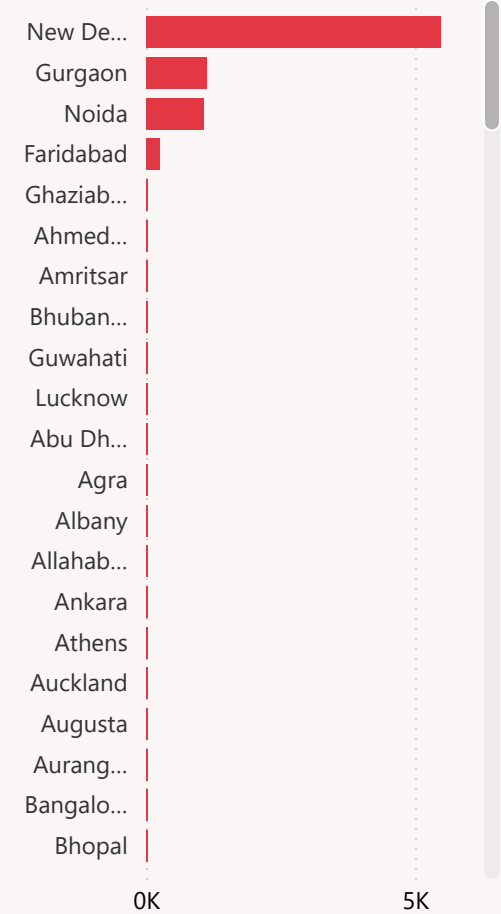 New De...
Gurgaon
Noida
Faridabad
Ghaziab...
Ahmed...
Amritsar
Bhuban...
Guwahati
Lucknow
Abu Dh...
Agra
Albany
Allahab...
Ankara
Athens
Auckland
Augusta
Aurang...
Bangalo...
Bhopal
0K 5K